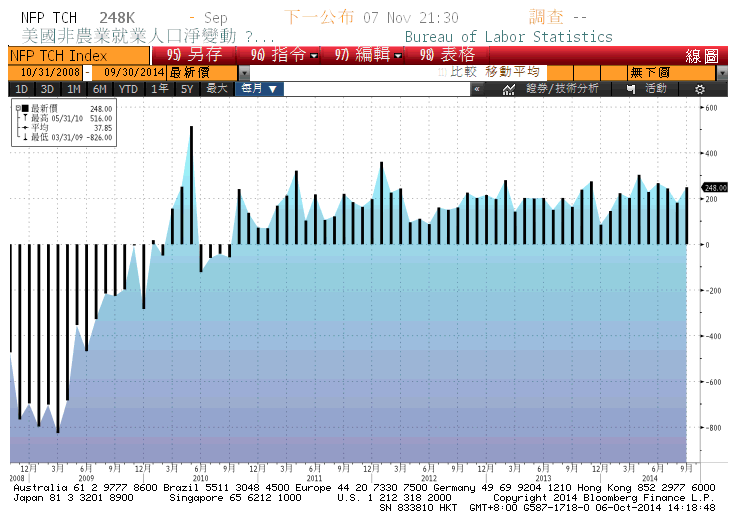 NFP TCH 248K - Sep 下一公布 07 Nov 21:30 調查 --
美國非農業就業人口淨變動 ?... Bureau of Labor Statistics
NFP TCH Index 95) 另存 96) 指令 97) 編輯 98) 表格 線圖
10/31/2008 - 09/30/2014 最新價 比較 移動平均 無下價
1D 3D 1M 6M YTD 1年 5Y 最大 每月 ▼ « 證券/技術分析 活動
最新價 248.00
最高 05/31/10 516.00
平均 37.85
最低 03/31/09 -826.00
600
400
248.00
200
0
-200
-400
-600
-800
12月 3月 6月 9月 12月 3月 6月 9月 12月 3月 6月 9月 12月 3月 6月 9月 12月 3月 6月 9月 12月 3月 6月 9月
2008 2009 2010 2011 2012 2013 2014
Australia 61 2 9777 8600 Brazil 5511 3048 4500 Europe 44 20 7330 7500 Germany 49 69 9204 1210 Hong Kong 852 2977 6000
Japan 81 3 3201 8900 Singapore 65 6212 1000 U.S. 1 212 318 2000 Copyright 2014 Bloomberg Finance L.P.
SN 833810 HKT GMT+8:00 G587-1718-0 06-Oct-2014 14:18:48